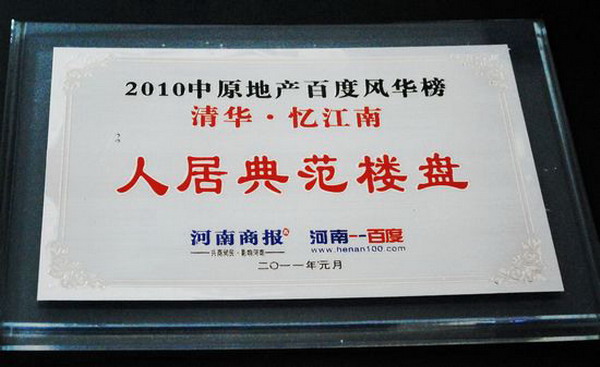 2010中原地产百度风华榜
清华·忆江南
人居典范楼盘
河南商报 河南一百度
www.henan100.com
二〇一一年元月